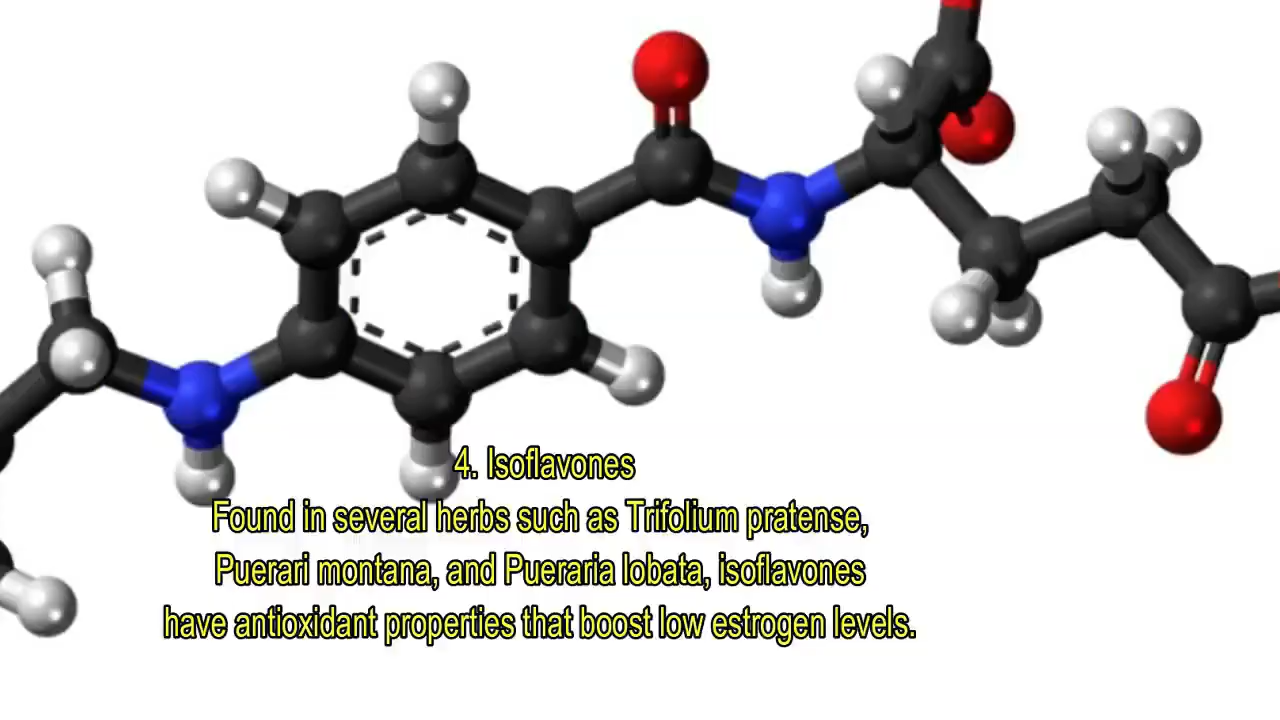 4. Isoflavones
Found in several herbs such as Trifolium pratense,
Puerari montana, and Pueraria lobata, isoflavones
have antioxidant properties that boost low estrogen levels.